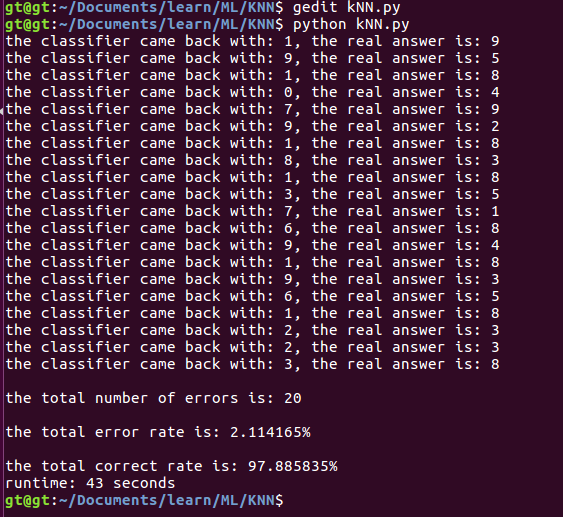 gt@gt:~/Documents/learn/ML/KNN$ gedit kNN.py
gt@gt:~/Documents/learn/ML/KNN$ python kNN.py
the classifier came back with: 1, the real answer is: 9
the classifier came back with: 9, the real answer is: 5
the classifier came back with: 1, the real answer is: 8
the classifier came back with: 0, the real answer is: 4
the classifier came back with: 7, the real answer is: 9
the classifier came back with: 9, the real answer is: 2
the classifier came back with: 1, the real answer is: 8
the classifier came back with: 8, the real answer is: 3
the classifier came back with: 1, the real answer is: 8
the classifier came back with: 3, the real answer is: 5
the classifier came back with: 7, the real answer is: 1
the classifier came back with: 6, the real answer is: 8
the classifier came back with: 9, the real answer is: 4
the classifier came back with: 1, the real answer is: 8
the classifier came back with: 9, the real answer is: 3
the classifier came back with: 6, the real answer is: 5
the classifier came back with: 1, the real answer is: 8
the classifier came back with: 2, the real answer is: 3
the classifier came back with: 2, the real answer is: 3
the classifier came back with: 3, the real answer is: 8
the total number of errors is: 20
the total error rate is: 2.114165%
the total correct rate is: 97.885835%
runtime: 43 seconds
gt@gt:~/Documents/learn/ML/KNN$